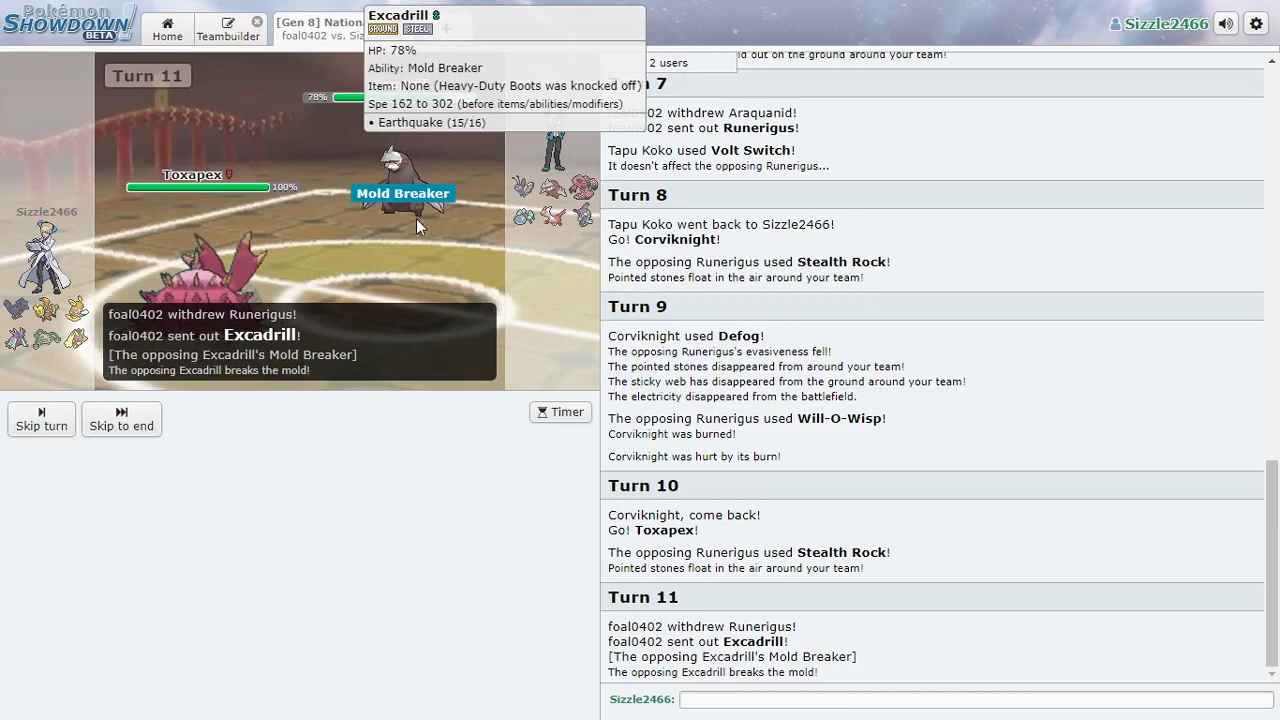 Pokémon
SHOWDOWN
BETA
Home
Teambuilder
[Gen 8] Nation
foal0402 vs. Siz
Sizzle2466
Excadrill
GROUND STEEL
HP: 78%
Ability: Mold Breaker
Item: None (Heavy-Duty Boots was knocked off)
Spe 162 to 302 (before items/abilities/modifiers)
• Earthquake (15/16)
2 users
Turn 11
78%
Toxapex
100%
Mold Breaker
Sizzle2466
foal0402 withdrew Runerigus!
foal0402 sent out Excadrill!
[The opposing Excadrill's Mold Breaker]
The opposing Excadrill breaks the mold!
Skip turn
Skip to end
Timer
d out on the ground around your team!
n 7
02 withdrew Araquanid!
02 sent out Runerigus!
Tapu Koko used Volt Switch!
It doesn't affect the opposing Runerigus...
Turn 8
Tapu Koko went back to Sizzle2466!
Go! Corviknight!
The opposing Runerigus used Stealth Rock!
Pointed stones float in the air around your team!
Turn 9
Corviknight used Defog!
The opposing Runerigus's evasiveness fell!
The pointed stones disappeared from around your team!
The sticky web has disappeared from the ground around your team!
The electricity disappeared from the battlefield.
The opposing Runerigus used Will-O-Wisp!
Corviknight was burned!
Corviknight was hurt by its burn!
Turn 10
Corviknight, come back!
Go! Toxapex!
The opposing Runerigus used Stealth Rock!
Pointed stones float in the air around your team!
Turn 11
foal0402 withdrew Runerigus!
foal0402 sent out Excadrill!
[The opposing Excadrill's Mold Breaker]
The opposing Excadrill breaks the mold!
Sizzle2466: